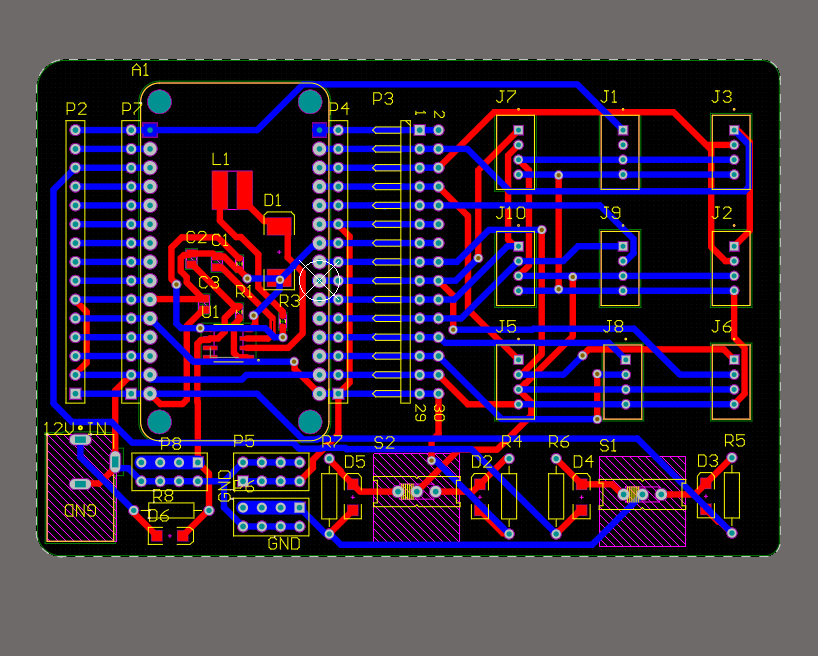 A1
P2
P7
P4
P3
1
2
J7
J1
J3
L1
D1
J10
J9
J2
C2
C1
C3
R1
R3
U1
J5
J8
J6
29
30
12V IN
P8
P5
R7
S2
R4
R6
S1
R5
D5
D2
D4
D3
GND
R8
D6
GND
GND